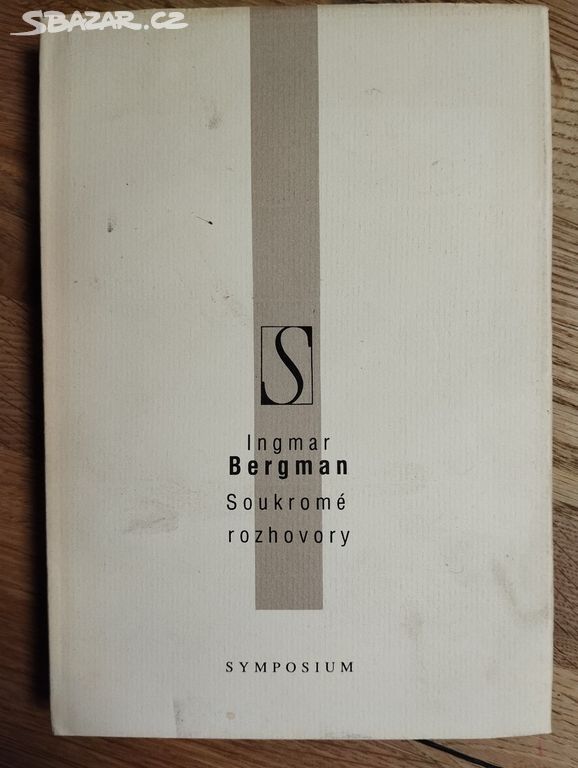 SBAZAR.CZ
S
Ingmar
Bergman
Soukromé
rozhovory
SYMPOSIUM